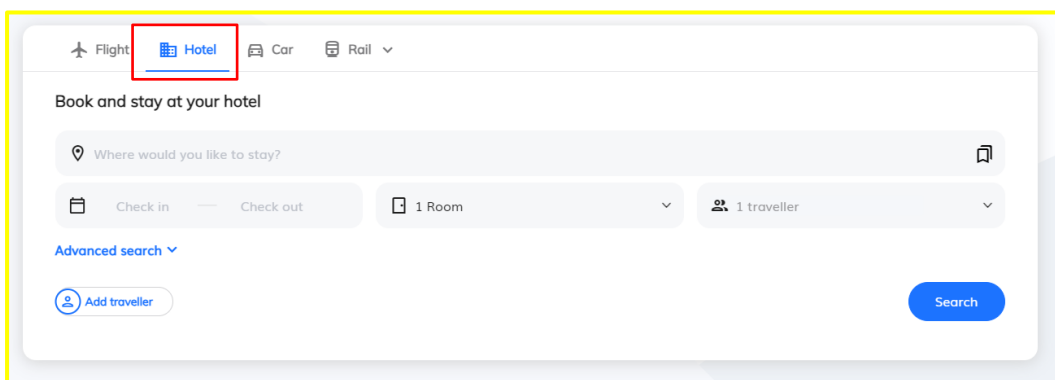 Flight Hotel Car Rail
Book and stay at your hotel
Where would you like to stay?
Check in — Check out 1 Room 1 traveller
Advanced search
Add traveller Search